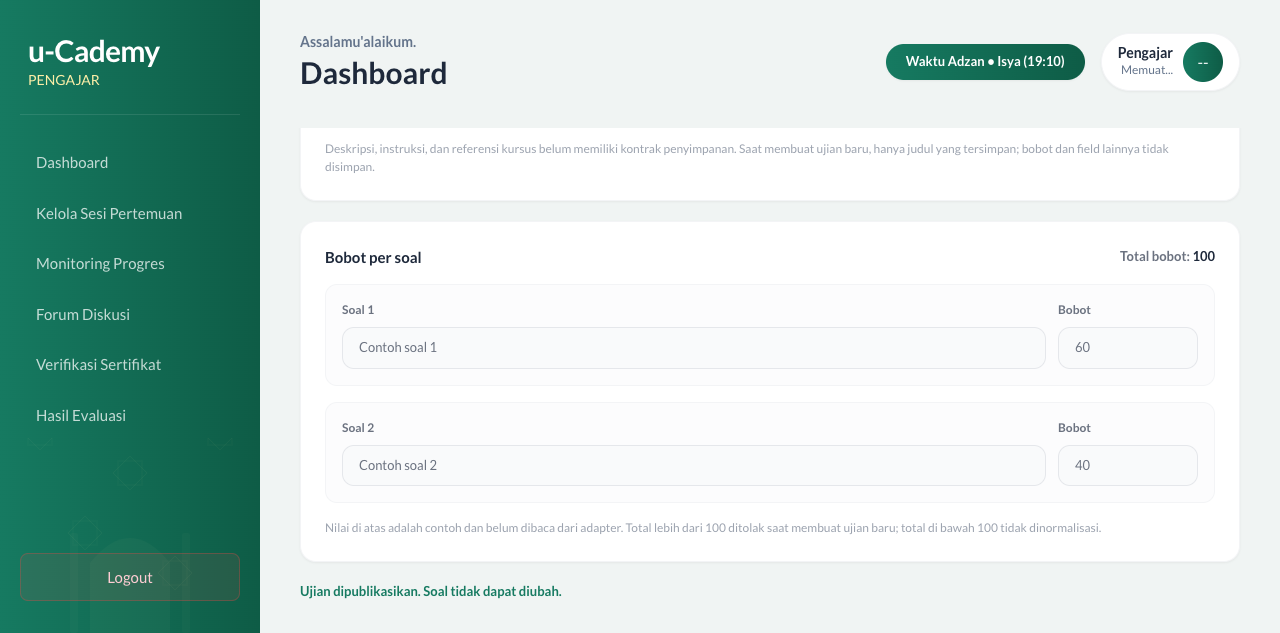 u-Cademy
PENGAJAR
Dashboard
Kelola Sesi Pertemuan
Monitoring Progres
Forum Diskusi
Verifikasi Sertifikat
Hasil Evaluasi
Logout
Assalamu'alaikum.
Dashboard
Waktu Adzan • Isya (19:10)
Pengajar
Memuat...
--
Deskripsi, instruksi, dan referensi kursus belum memiliki kontrak penyimpanan. Saat membuat ujian baru, hanya judul yang tersimpan; bobot dan field lainnya tidak
disimpan.
Bobot per soal
Total bobot: 100
Soal 1
Bobot
Contoh soal 1
60
Soal 2
Bobot
Contoh soal 2
40
Nilai di atas adalah contoh dan belum dibaca dari adapter. Total lebih dari 100 ditolak saat membuat ujian baru; total di bawah 100 tidak dinormalisasi.
Ujian dipublikasikan. Soal tidak dapat diubah.